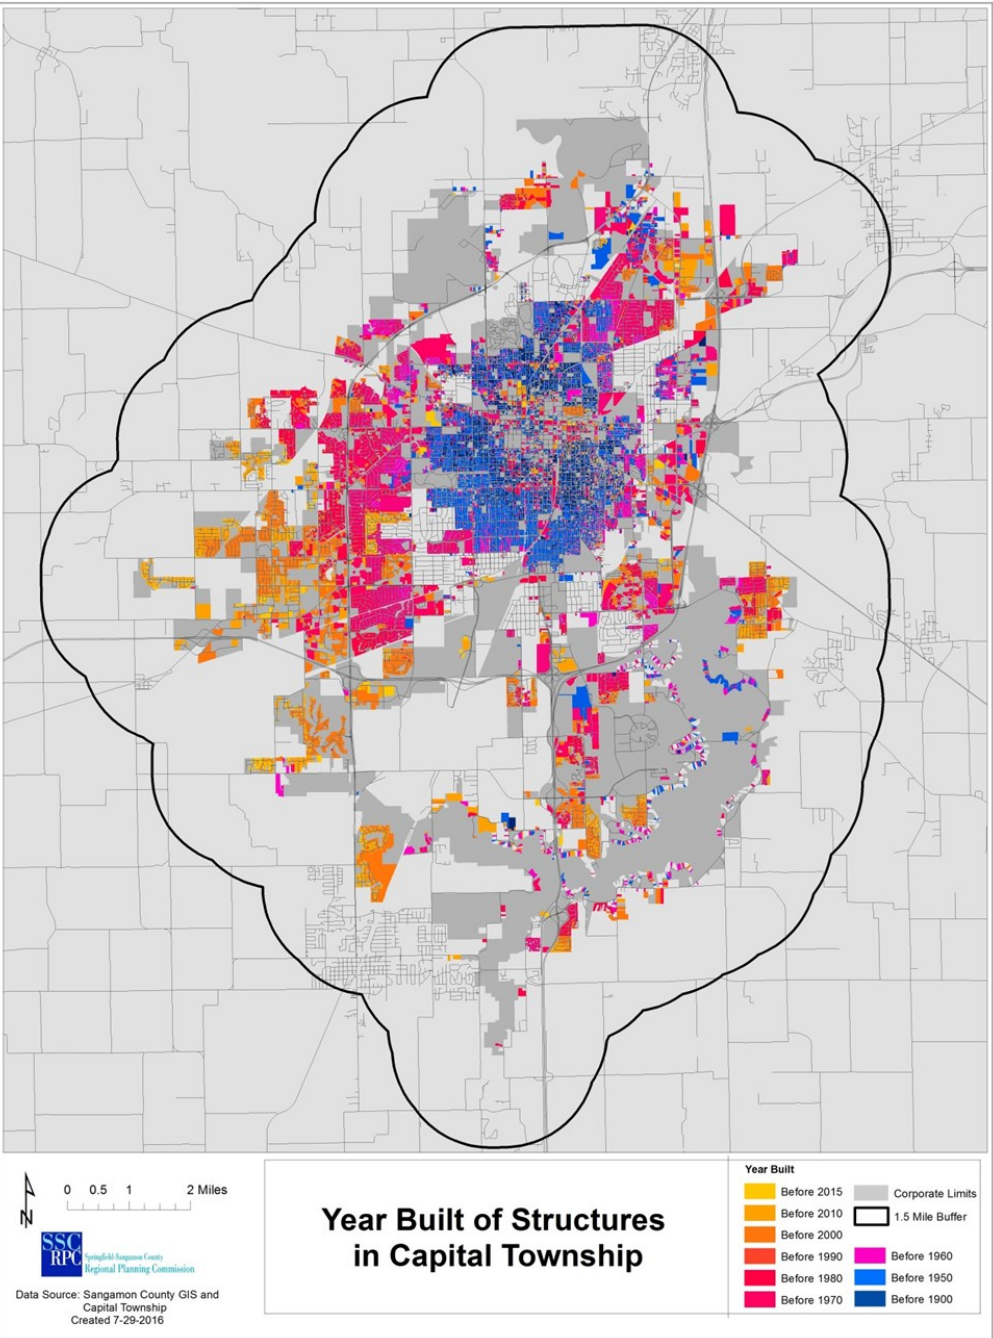 N
0 0.5 1 2 Miles
SSC
RPC
Springfield-Sangamon County
Regional Planning Commission
Data Source: Sangamon County GIS and
Capital Township
Created 7-29-2016
Year Built of Structures
in Capital Township
Year Built
Before 2015
Before 2010
Before 2000
Before 1990
Before 1980
Before 1970
Corporate Limits
1.5 Mile Buffer
Before 1960
Before 1950
Before 1900